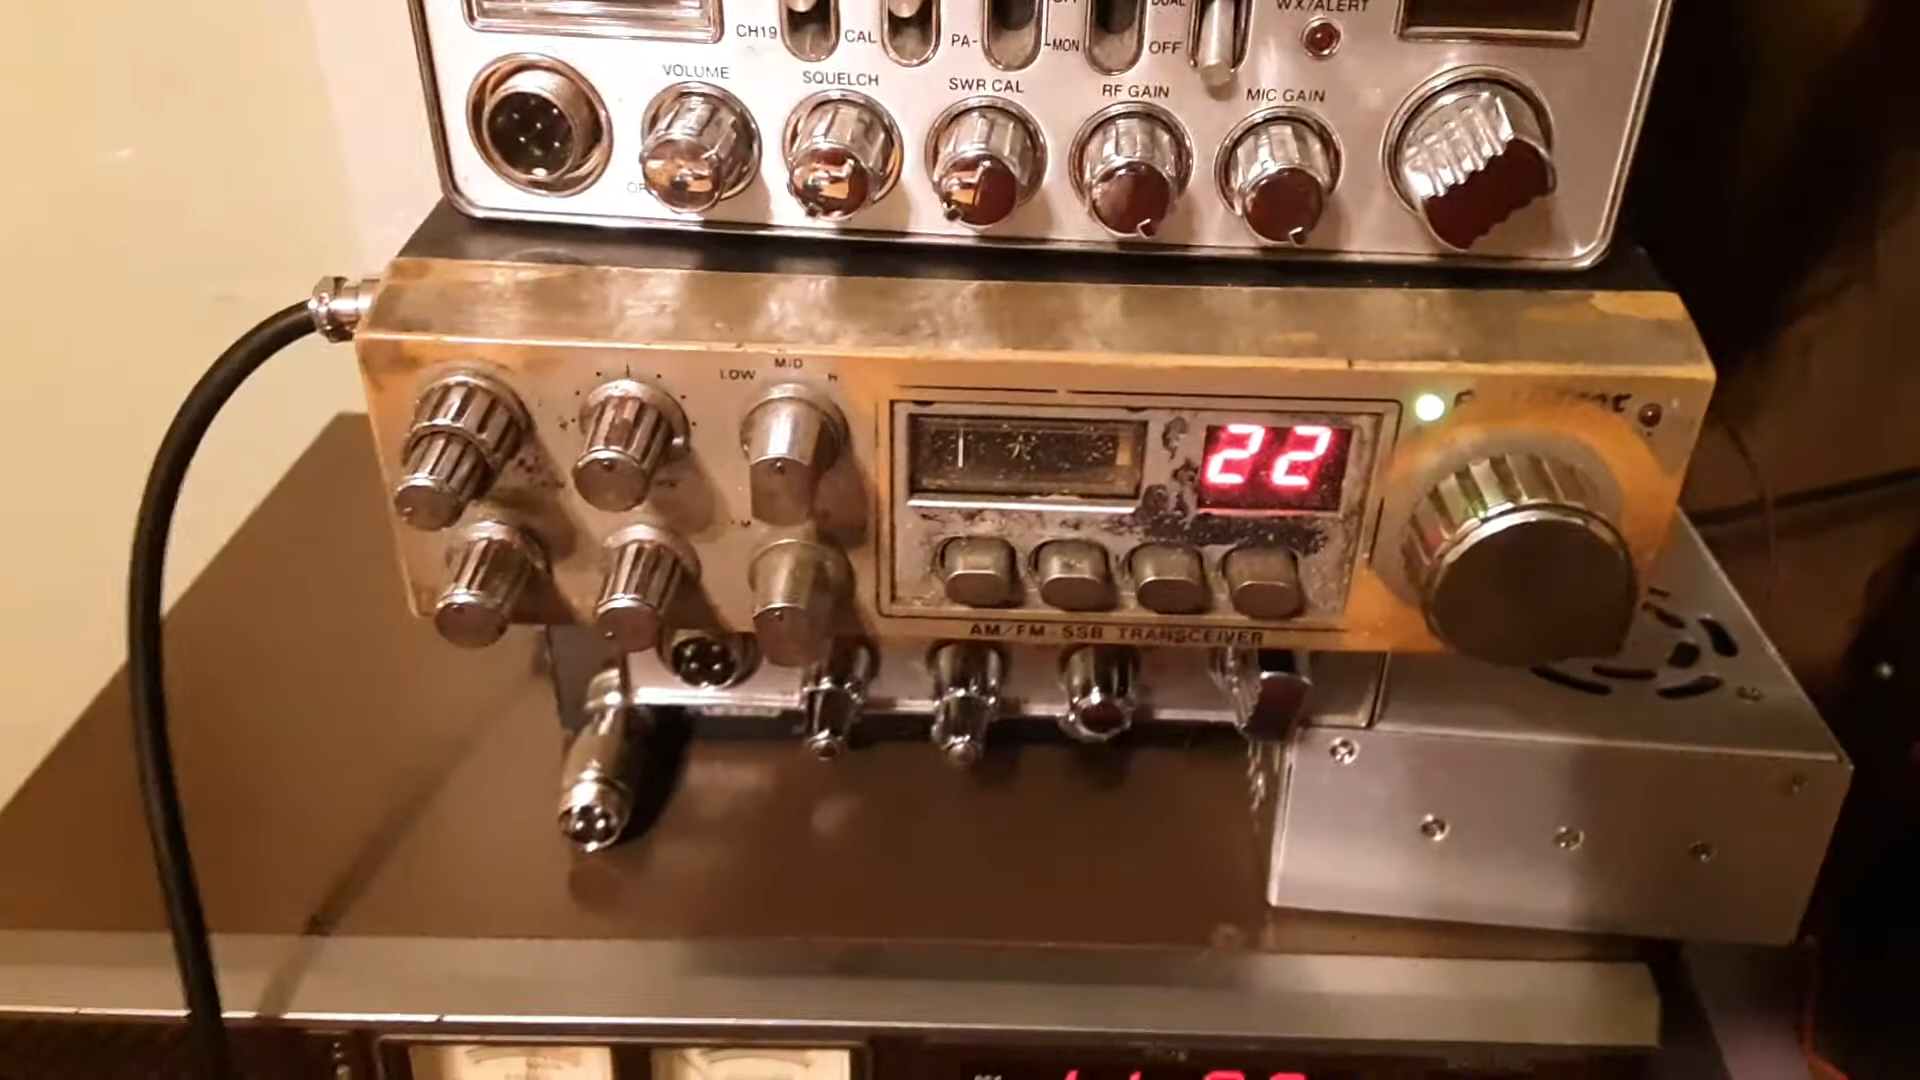 CH19 CAL PA- -MON OFF WX/ALERT
VOLUME SQUELCH SWR CAL RF GAIN MIC GAIN
LOW MID
22
AM/FM-SSB TRANSCEIVER